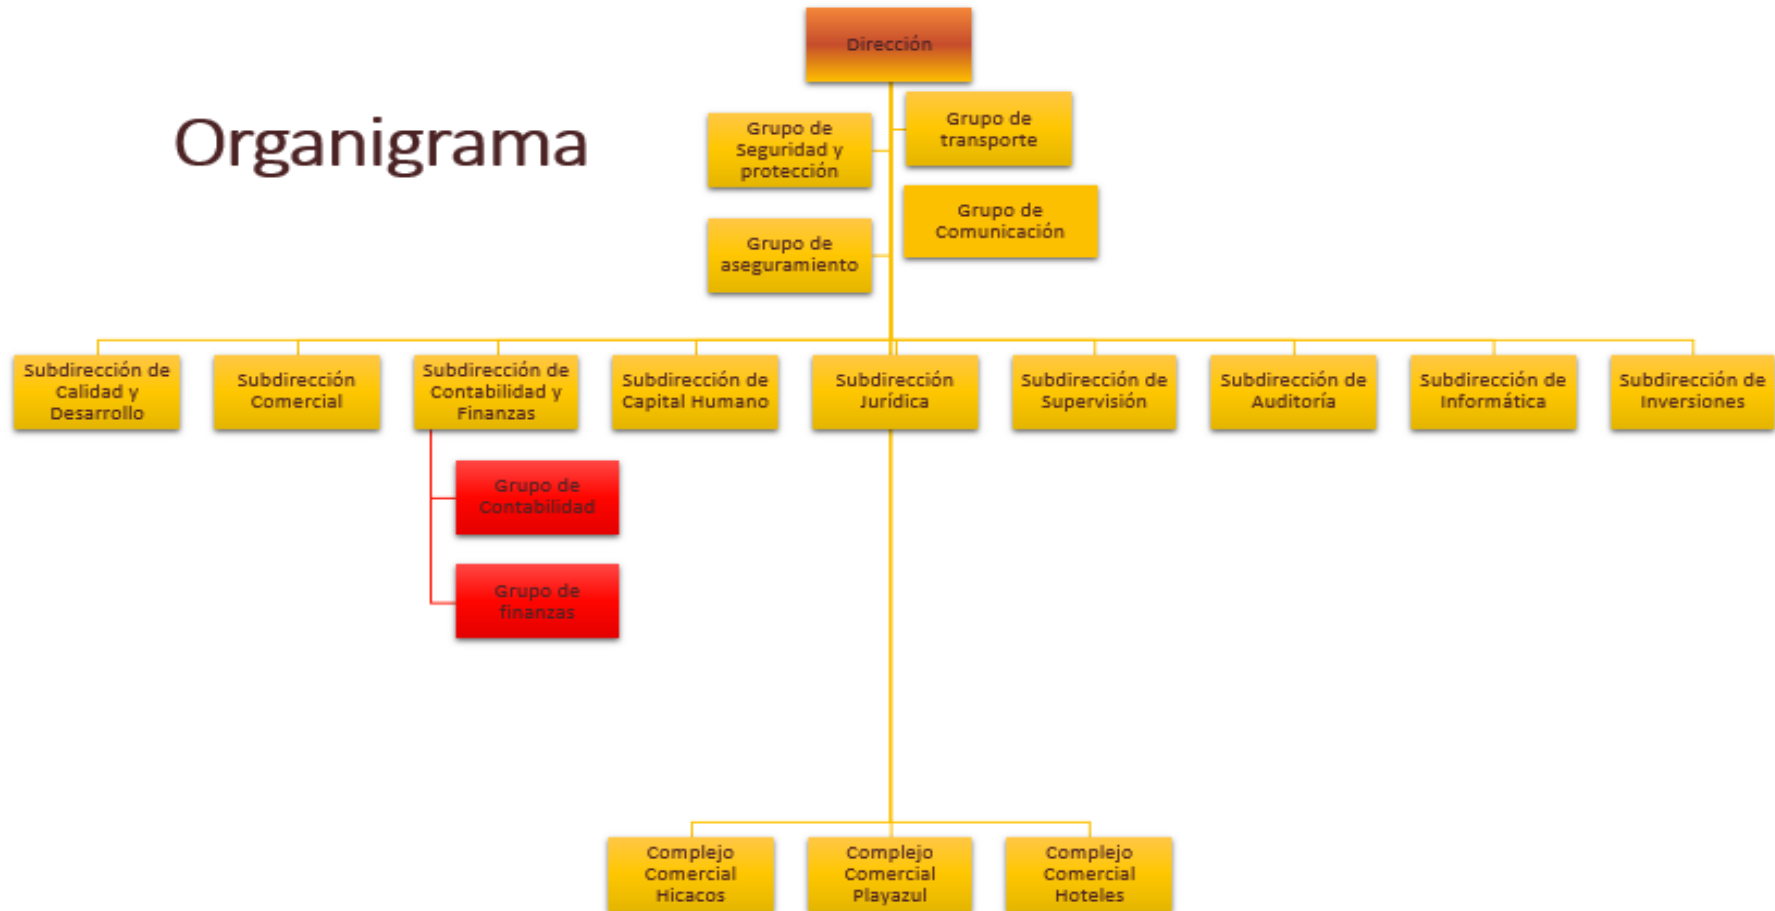 Dirección
Organigrama
Grupo de
Seguridad y
protección
Grupo de
transporte
Grupo de
Comunicación
Grupo de
aseguramiento
Subdirección de
Calidad y
Desarrollo
Subdirección
Comercial
Subdirección de
Contabilidad y
Finanzas
Subdirección de
Capital Humano
Subdirección
Jurídica
Subdirección de
Supervisión
Subdirección de
Auditoría
Subdirección de
Informática
Subdirección de
Inversiones
Grupo de
Contabilidad
Grupo de
finanzas
Complejo
Comercial
Hicacos
Complejo
Comercial
Playazul
Complejo
Comercial
Hoteles